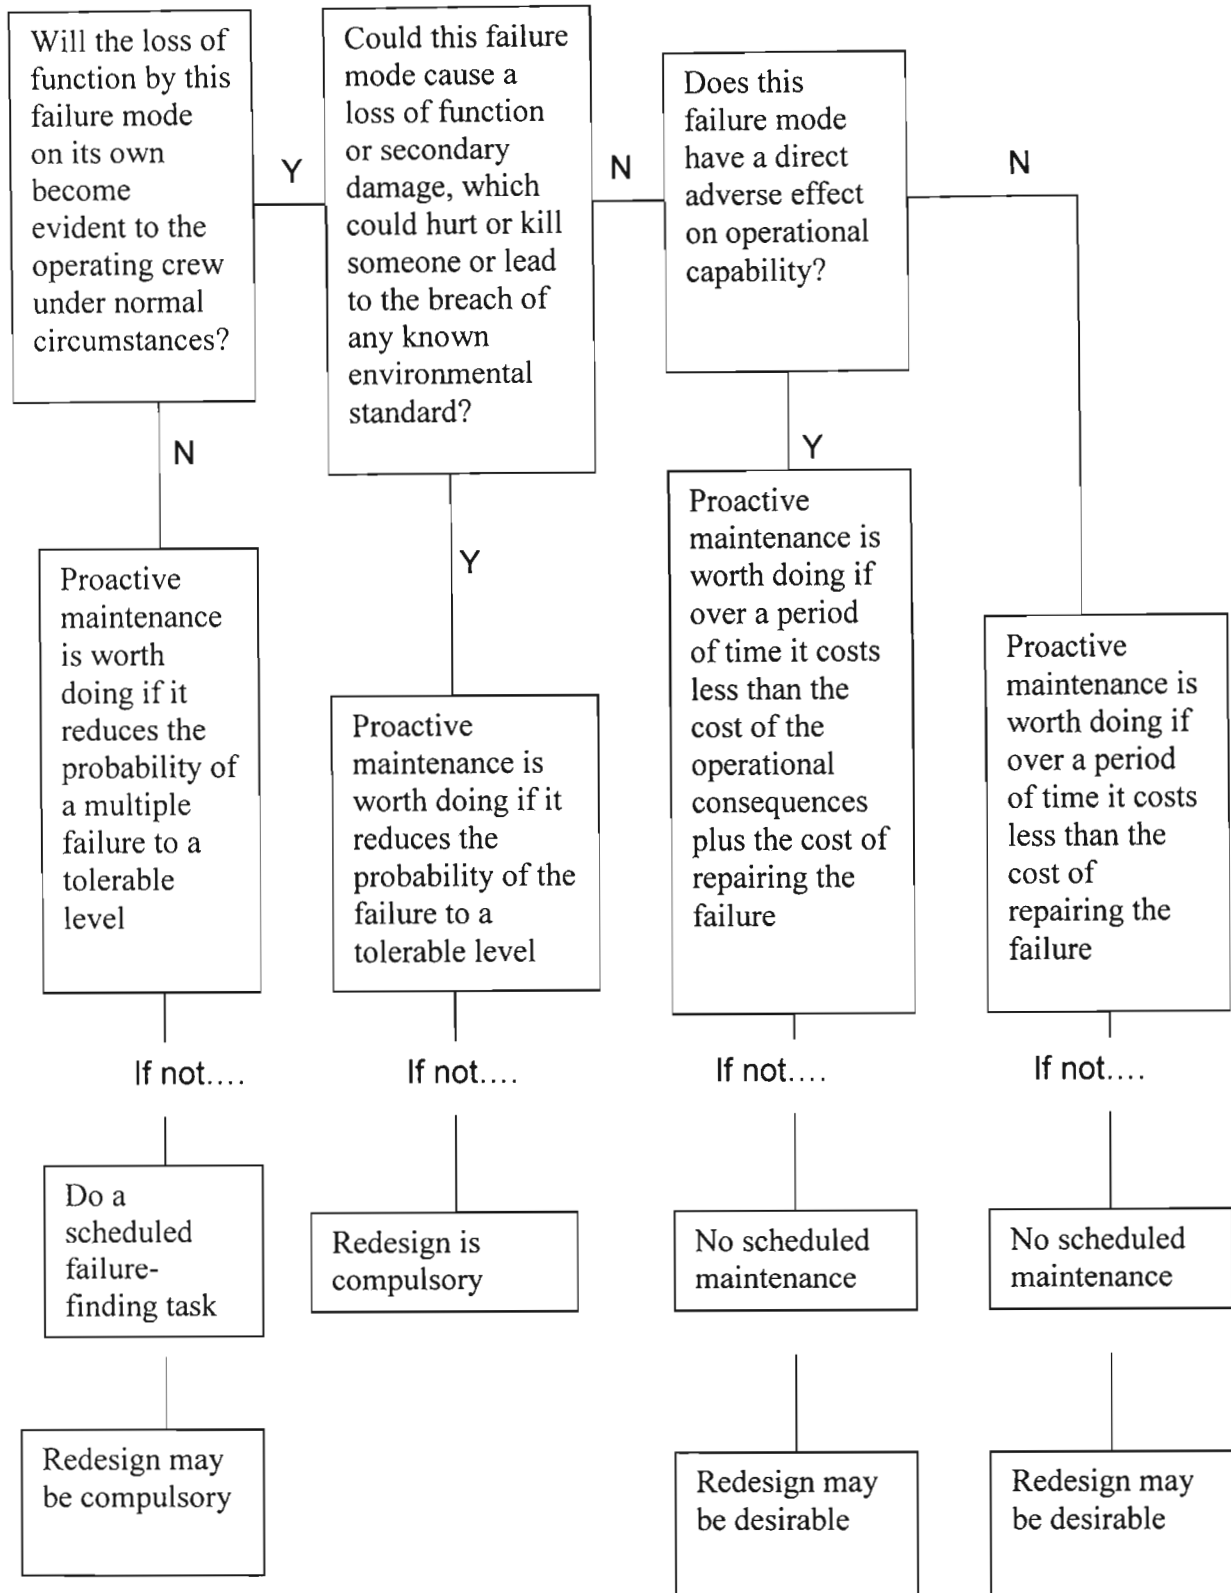 Will the loss of
function by this
failure mode
on its own
become
evident to the
operating crew
under normal
circumstances?
Y
Could this failure
mode cause a
loss of function
or secondary
damage, which
could hurt or kill
someone or lead
to the breach of
any known
environmental
standard?
N
Does this
failure mode
have a direct
adverse effect
on operational
capability?
N
N
Y
Y
Proactive
maintenance
is worth
doing if it
reduces the
probability of
a multiple
failure to a
tolerable
level
Proactive
maintenance is
worth doing if it
reduces the
probability of the
failure to a
tolerable level
Proactive
maintenance is
worth doing if
over a period
of time it costs
less than the
cost of the
operational
consequences
plus the cost of
repairing the
failure
Proactive
maintenance is
worth doing if
over a period
of time it costs
less than the
cost of
repairing the
failure
If not....
If not....
If not....
If not....
Do a
scheduled
failure-
finding task
Redesign is
compulsory
No scheduled
maintenance
No scheduled
maintenance
Redesign may
be compulsory
Redesign may
be desirable
Redesign may
be desirable